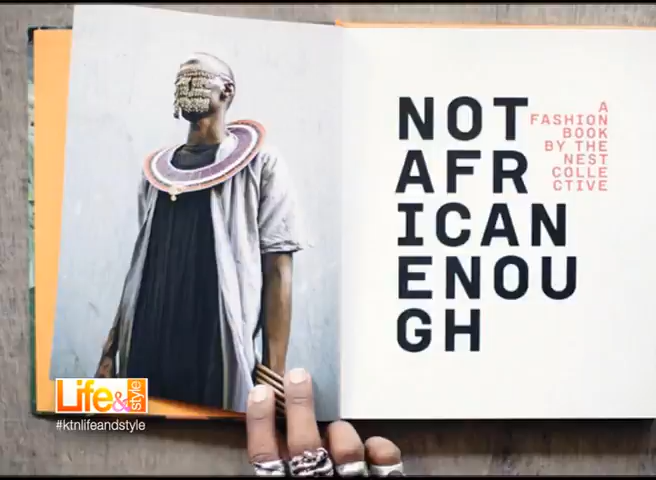 NOT
AFR
ICAN
ENOU
GH
A
FASHION
BOOK
BY THE
NEST
COLLE
CTIVE
Life&style
#ktnlifeandstyle